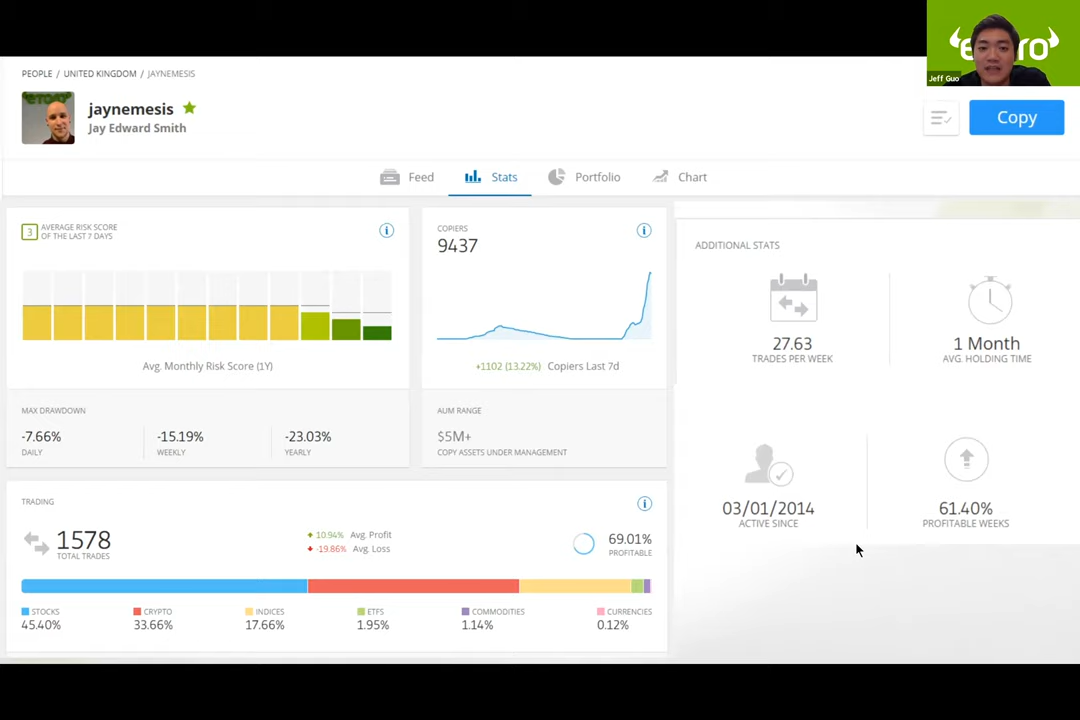 Jeff Guo
PEOPLE / UNITED KINGDOM / JAYNEMESIS
jaynemesis
Jay Edward Smith
Copy
Feed
Stats
Portfolio
Chart
3
AVERAGE RISK SCORE
OF THE LAST 7 DAYS
Avg. Monthly Risk Score (1Y)
MAX DRAWDOWN
-7.66%
DAILY
-15.19%
WEEKLY
-23.03%
YEARLY
COPIERS
9437
+1102 (13.22%) Copiers Last 7d
AUM RANGE
$5M+
COPY ASSETS UNDER MANAGEMENT
ADDITIONAL STATS
27.63
TRADES PER WEEK
1 Month
AVG. HOLDING TIME
03/01/2014
ACTIVE SINCE
61.40%
PROFITABLE WEEKS
TRADING
1578
TOTAL TRADES
10.94% Avg. Profit
-19.86% Avg. Loss
69.01%
PROFITABLE
STOCKS
45.40%
CRYPTO
33.66%
INDICES
17.66%
ETFS
1.95%
COMMODITIES
1.14%
CURRENCIES
0.12%